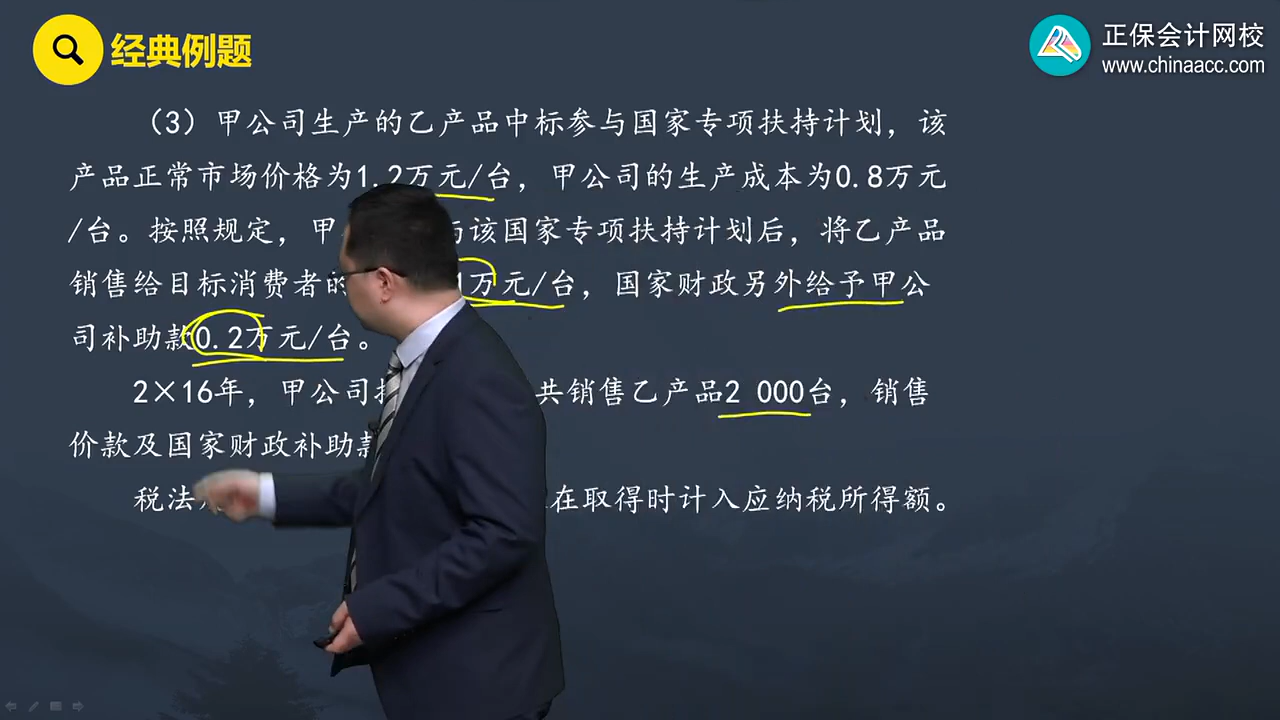 经典例题
正保会计网校
www.chinaacc.com
（3）甲公司生产的乙产品中标参与国家专项扶持计划，该
产品正常市场价格为1.2万元/台，甲公司的生产成本为0.8万元
/台。按照规定，甲 与该国家专项扶持计划后，将乙产品
销售给目标消费者的 1万元/台，国家财政另外给予甲公
司补助款0.2万元/台。
2×16年，甲公司按 共销售乙产品2 000台，销售
价款及国家财政补助款
税法 在取得时计入应纳税所得额。